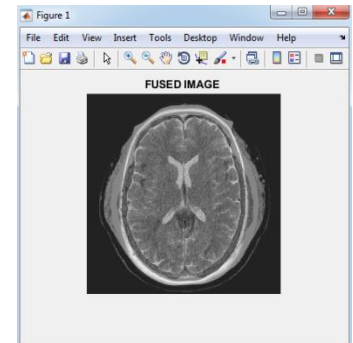 Figure 1
File Edit View Insert Tools Desktop Window Help
FUSED IMAGE